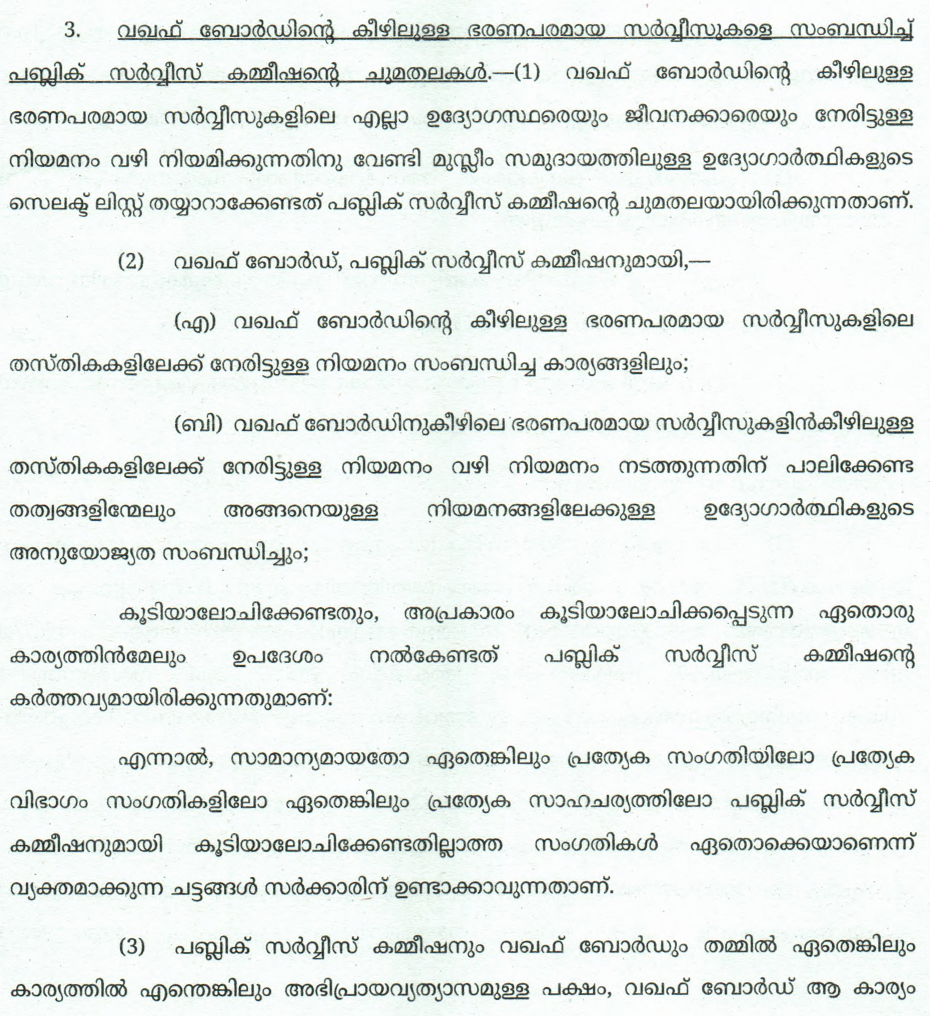 3. വഖഫ് ബോർഡിന്റെ കീഴിലുള്ള ഭരണപരമായ സർവ്വീസുകളെ സംബന്ധിച്ച്
പബ്ലിക് സർവ്വീസ് കമ്മീഷന്റെ ചുമതലകൾ.—(1) വഖഫ് ബോർഡിന്റെ കീഴിലുള്ള
ഭരണപരമായ സർവ്വീസുകളിലെ എല്ലാ ഉദ്യോഗസ്ഥരെയും ജീവനക്കാരെയും നേരിട്ടുള്ള
നിയമനം വഴി നിയമിക്കുന്നതിനു വേണ്ടി മുസ്ലീം സമുദായത്തിലുള്ള ഉദ്യോഗാർത്ഥികളുടെ
സെലക്ട് ലിസ്റ്റ് തയ്യാറാക്കേണ്ടത് പബ്ലിക് സർവ്വീസ് കമ്മീഷന്റെ ചുമതലയായിരിക്കുന്നതാണ്.
(2) വഖഫ് ബോർഡ്, പബ്ലിക് സർവ്വീസ് കമ്മീഷനുമായി,—
(എ) വഖഫ് ബോർഡിന്റെ കീഴിലുള്ള ഭരണപരമായ സർവ്വീസുകളിലെ
തസ്തികകളിലേക്ക് നേരിട്ടുള്ള നിയമനം സംബന്ധിച്ച കാര്യങ്ങളിലും;
(ബി) വഖഫ് ബോർഡിനുകീഴിലെ ഭരണപരമായ സർവ്വീസുകളിൻകീഴിലുള്ള
തസ്തികകളിലേക്ക് നേരിട്ടുള്ള നിയമനം വഴി നിയമനം നടത്തുന്നതിന് പാലിക്കേണ്ട
തത്വങ്ങളിന്മേലും അങ്ങനെയുള്ള നിയമനങ്ങളിലേക്കുള്ള ഉദ്യോഗാർത്ഥികളുടെ
അനുയോജ്യത സംബന്ധിച്ചും;
കൂടിയാലോചിക്കേണ്ടതും, അപ്രകാരം കൂടിയാലോചിക്കപ്പെടുന്ന ഏതൊരു
കാര്യത്തിൻമേലും ഉപദേശം നൽകേണ്ടത് പബ്ലിക് സർവ്വീസ് കമ്മീഷന്റെ
കർത്തവ്യമായിരിക്കുന്നതുമാണ്:
എന്നാൽ, സാമാന്യമായതോ ഏതെങ്കിലും പ്രത്യേക സംഗതിയിലോ പ്രത്യേക
വിഭാഗം സംഗതികളിലോ ഏതെങ്കിലും പ്രത്യേക സാഹചര്യത്തിലോ പബ്ലിക് സർവ്വീസ്
കമ്മീഷനുമായി കൂടിയാലോചിക്കേണ്ടതില്ലാത്ത സംഗതികൾ ഏതൊക്കെയാണെന്ന്
വ്യക്തമാക്കുന്ന ചട്ടങ്ങൾ സർക്കാരിന് ഉണ്ടാക്കാവുന്നതാണ്.
(3) പബ്ലിക് സർവ്വീസ് കമ്മീഷനും വഖഫ് ബോർഡും തമ്മിൽ ഏതെങ്കിലും
കാര്യത്തിൽ എന്തെങ്കിലും അഭിപ്രായവ്യത്യാസമുള്ള പക്ഷം, വഖഫ് ബോർഡ് ആ കാര്യം